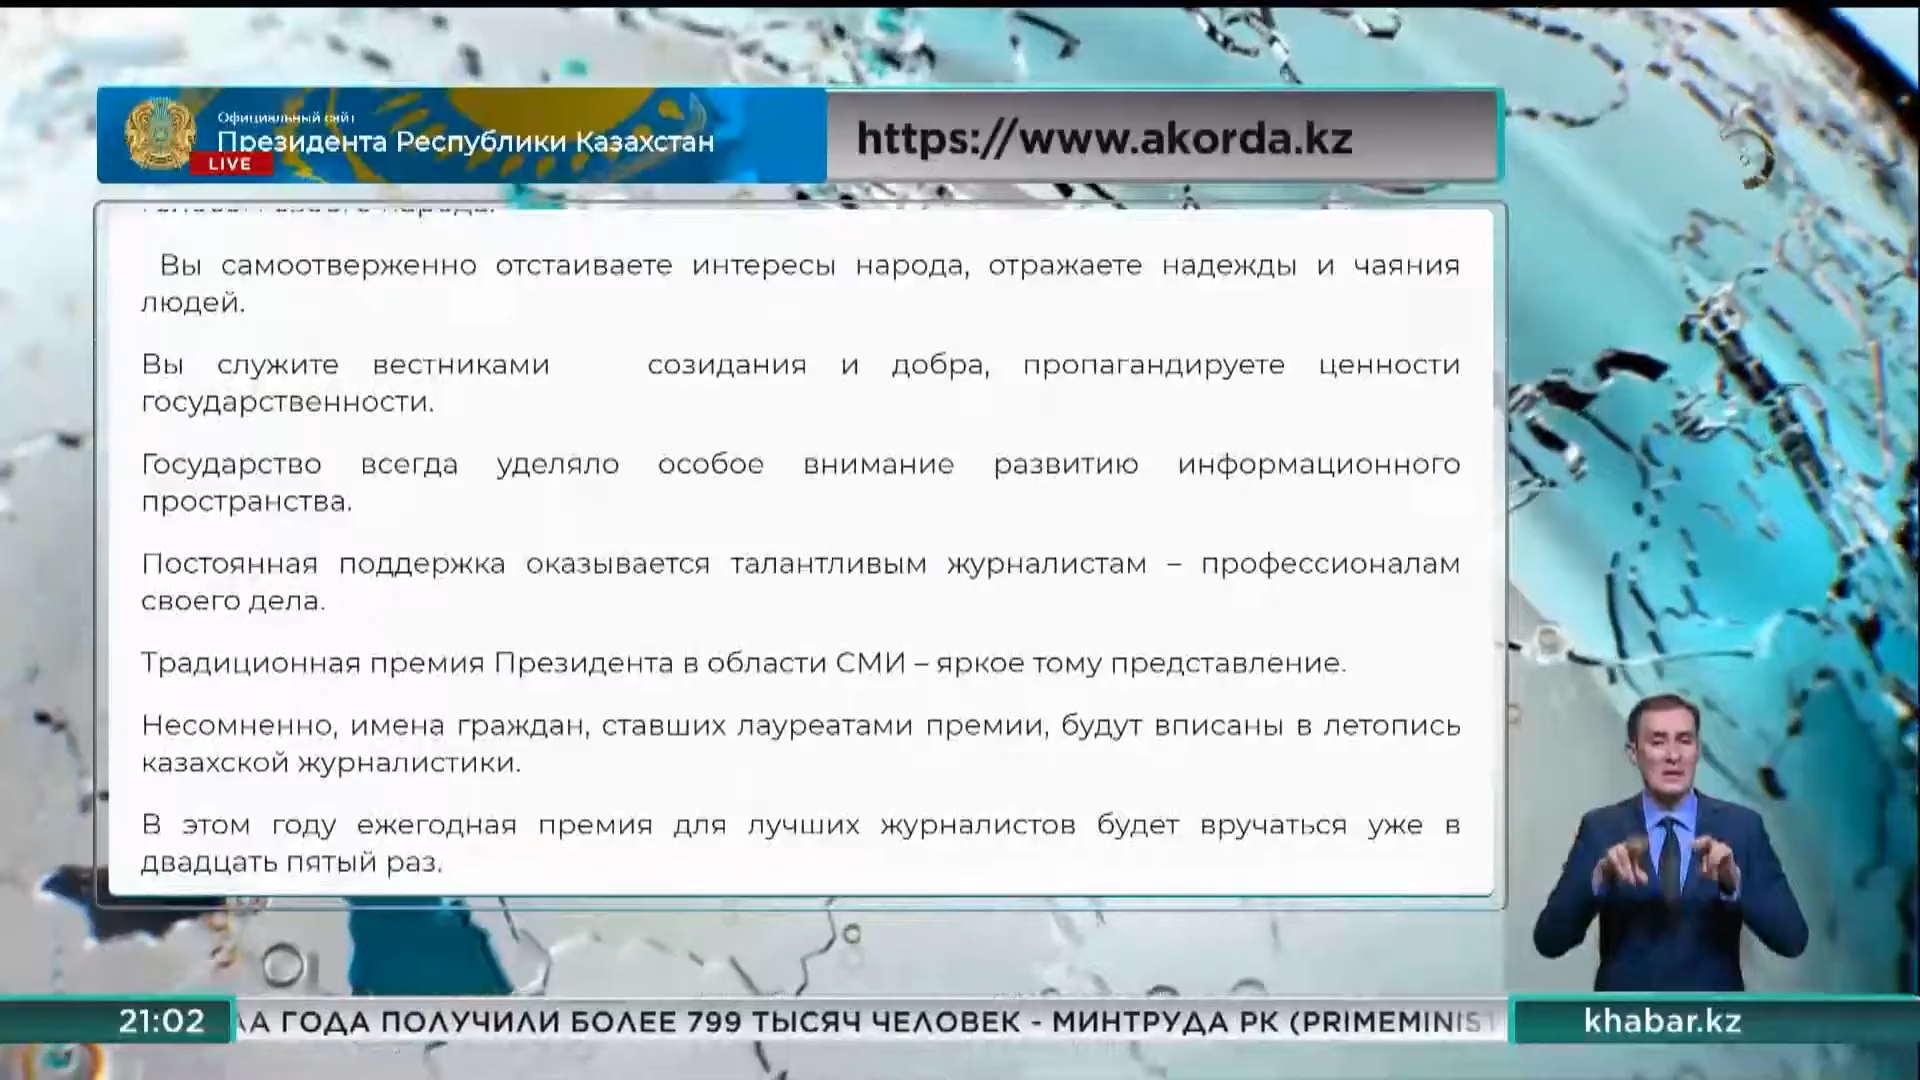 Официальный сайт
Президента Республики Казахстан
LIVE
https://www.akorda.kz
Вы самоотверженно отстаиваете интересы народа, отражаете надежды и чаяния
людей.
Вы служите вестниками созидания и добра, пропагандируете ценности
государственности.
Государство всегда уделяло особое внимание развитию информационного
пространства.
Постоянная поддержка оказывается талантливым журналистам – профессионалам
своего дела.
Традиционная премия Президента в области СМИ – яркое тому представление.
Несомненно, имена граждан, ставших лауреатами премии, будут вписаны в летопись
казахской журналистики.
В этом году ежегодная премия для лучших журналистов будет вручаться уже в
двадцать пятый раз.
21:02
ГОДА ПОЛУЧИЛИ БОЛЕЕ 799 ТЫСЯЧ ЧЕЛОВЕК - МИНТРУДА РК (PRIMEMINIS
khabar.kz